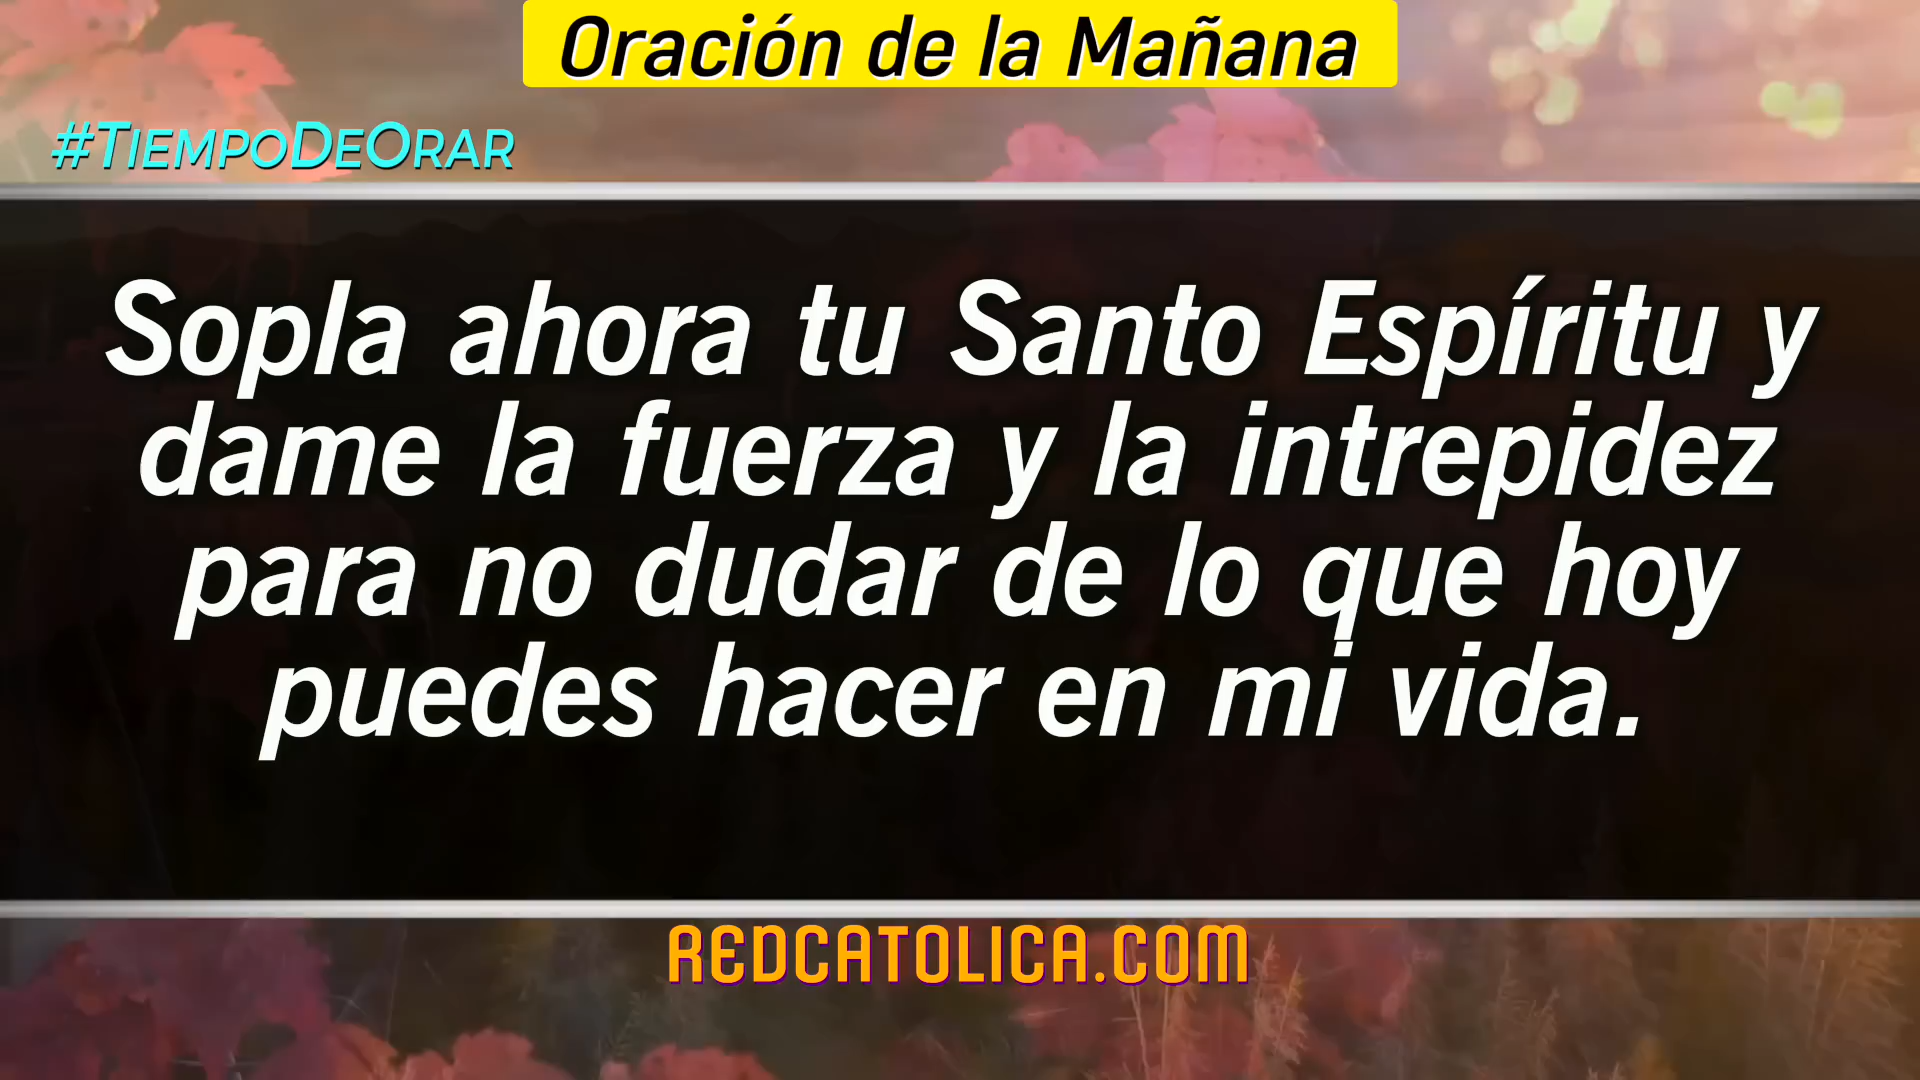 Oración de la Mañana
#TiempoDeOrar
Sopla ahora tu Santo Espíritu y
dame la fuerza y la intrepidez
para no dudar de lo que hoy
puedes hacer en mi vida.
REDCATOLICA.COM